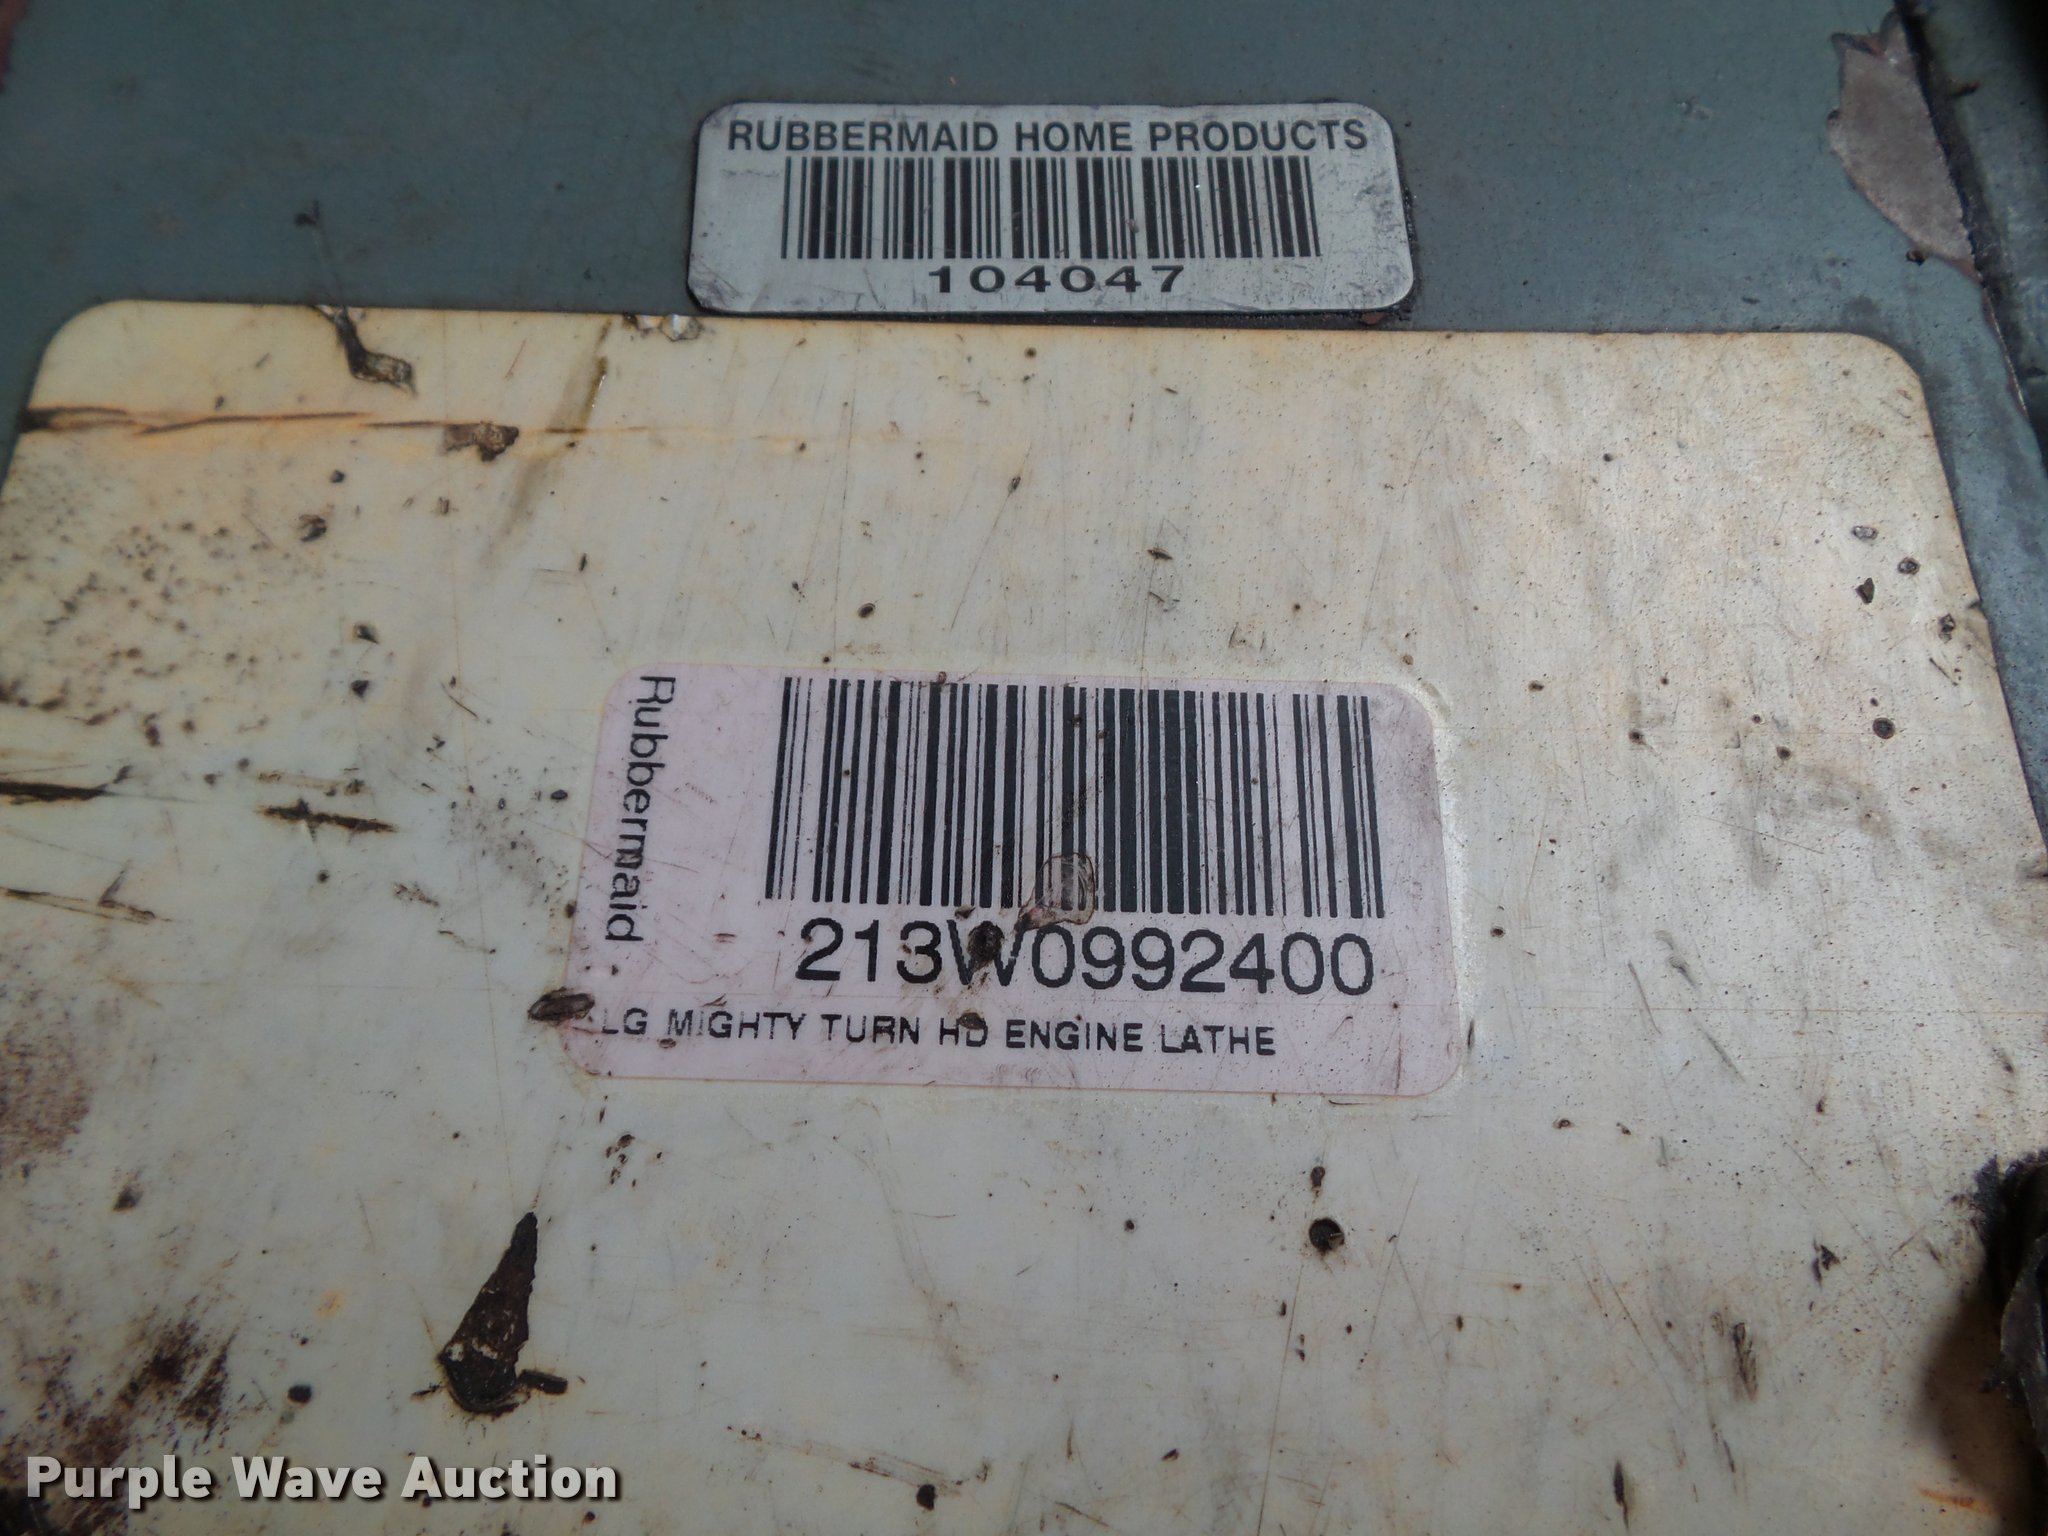 RUBBERMAID HOME PRODUCTS
104047
Rubbermaid
213W0992400
LG MIGHTY TURN HD ENGINE LATHE
Purple Wave Auction